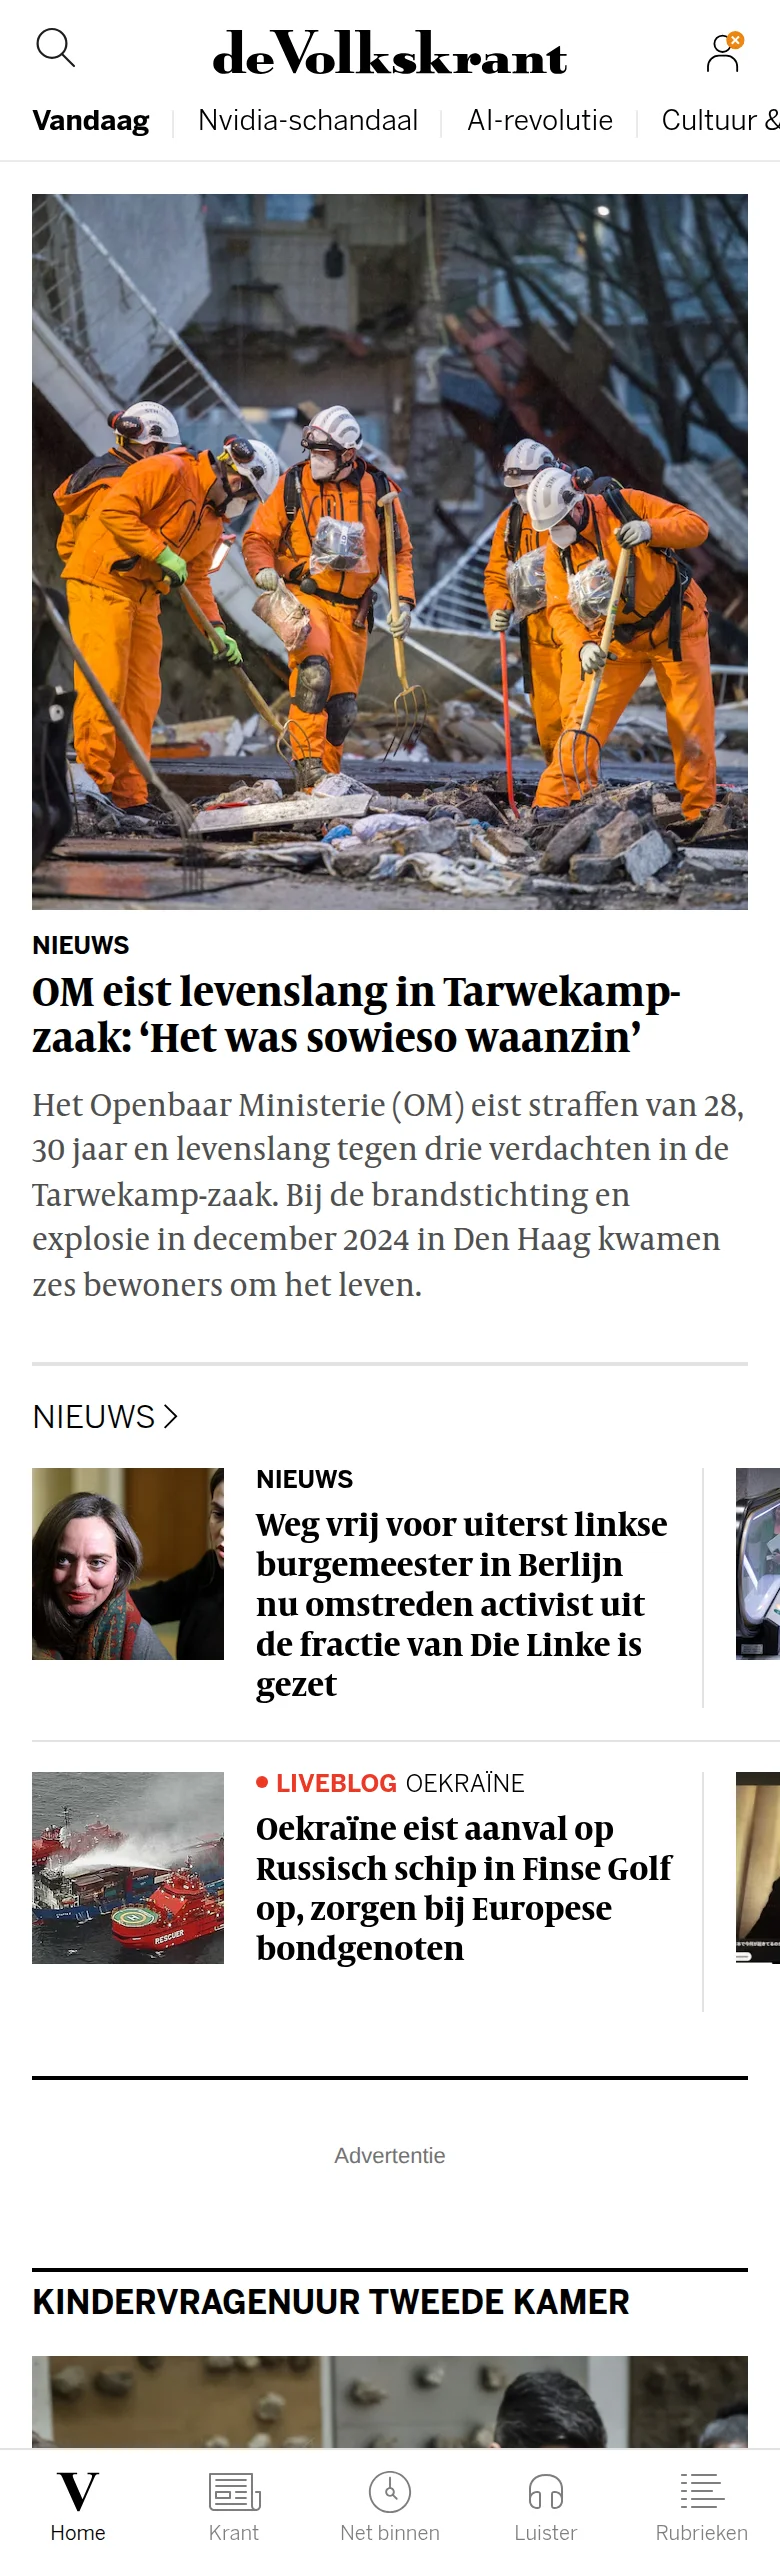 deVolkskrant
Vandaag Nvidia-schandaal AI-revolutie Cultuur &
NIEUWS
OM eist levenslang in Tarwekamp-
zaak: ‘Het was sowieso waanzin’
Het Openbaar Ministerie (OM) eist straffen van 28,
30 jaar en levenslang tegen drie verdachten in de
Tarwekamp-zaak. Bij de brandstichting en
explosie in december 2024 in Den Haag kwamen
zes bewoners om het leven.
NIEUWS
NIEUWS
Weg vrij voor uiterst linkse
burgemeester in Berlijn
nu omstreden activist uit
de fractie van Die Linke is
gezet
LIVEBLOG OEKRAÏNE
Oekraïne eist aanval op
Russisch schip in Finse Golf
op, zorgen bij Europese
bondgenoten
RESCUER
Advertentie
KINDERVRAGENUUR TWEEDE KAMER
Home Krant Net binnen Luister Rubrieken